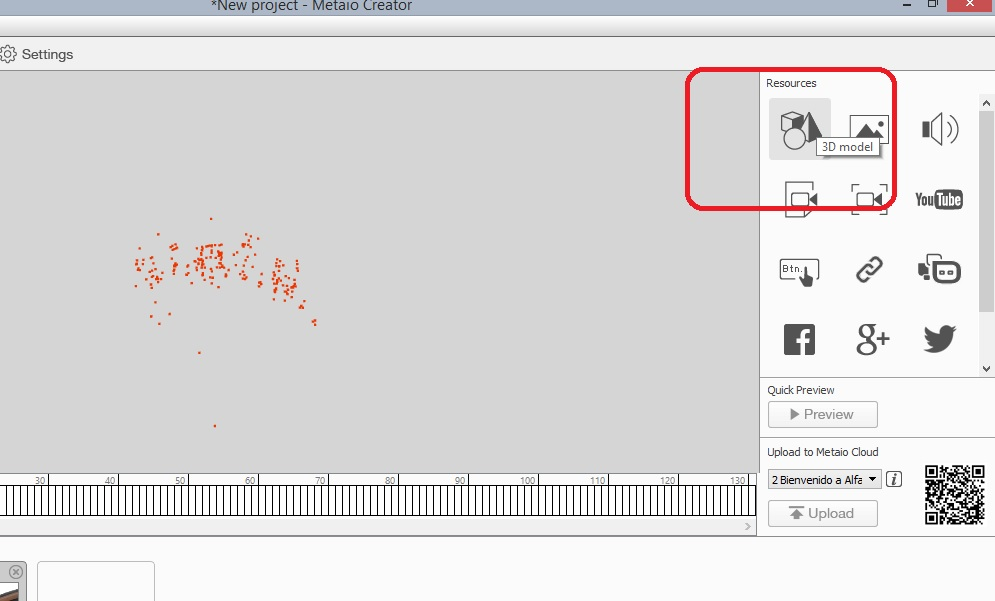 *New project - Metaio Creator
Settings
Resources
3D model
YouTube
Btn.
g+
Quick Preview
Preview
Upload to Metaio Cloud
2 Bienvenido a Alfa
i
Upload
30 40 50 60 70 80 90 100 110 120 130